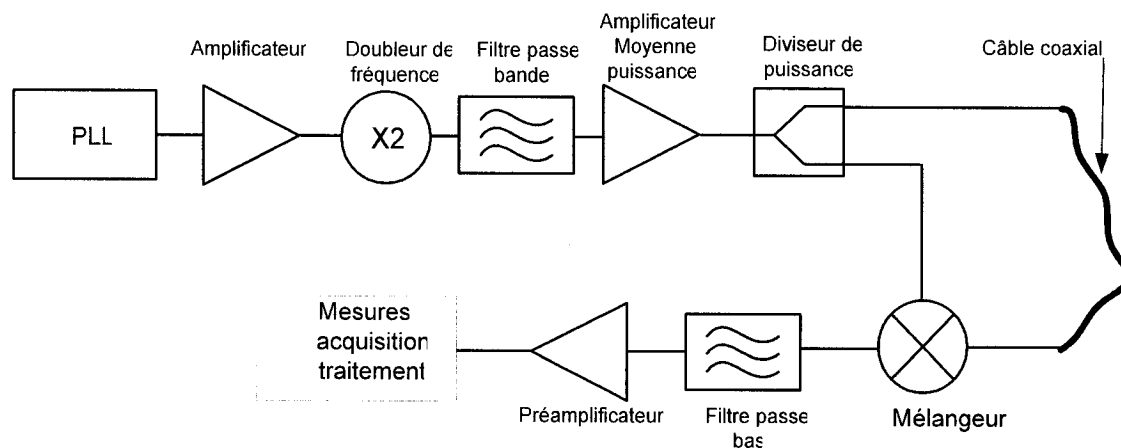 Amplificateur
Doubleur de
fréquence
Filtre passe
bande
Amplificateur
Moyenne
puissance
Diviseur de
puissance
Câble coaxial
PLL
X2
Mesures
acquisition
traitement
Préamplificateur
Filtre passe
bas
Mélangeur